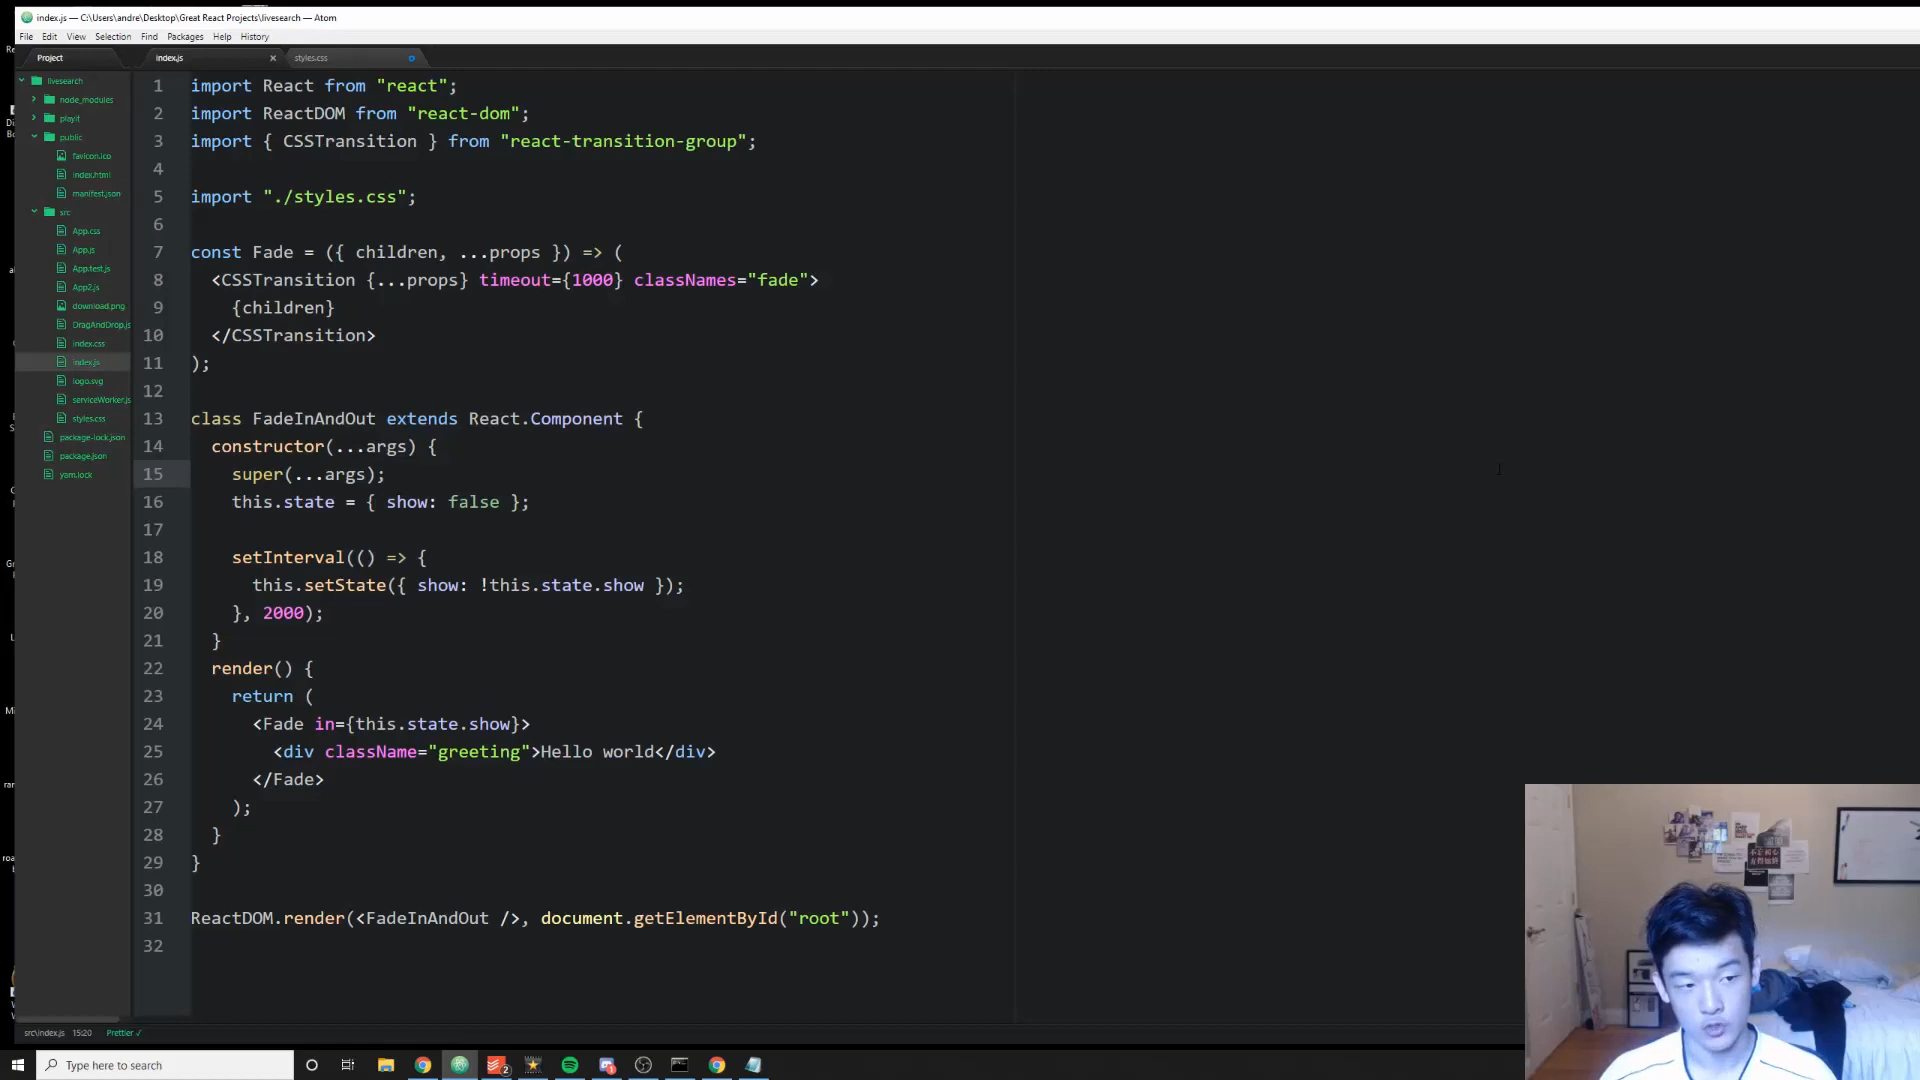 index.js — C:\Users\andre\Desktop\Great React Projects\livesearch — Atom
File Edit View Selection Find Packages Help History
Project
index.js
styles.css
livesearch
node_modules
playit
public
favicon.ico
index.html
manifest.json
src
App.css
App.js
App.test.js
App2.js
download.png
DragAndDrop.js
index.css
index.js
logo.svg
serviceWorker.js
styles.css
package-lock.json
package.json
yarn.lock
1 import React from "react";
2 import ReactDOM from "react-dom";
3 import { CSSTransition } from "react-transition-group";
4
5 import "./styles.css";
6
7 const Fade = ({ children, ...props }) => (
8 <CSSTransition {...props} timeout={1000} classNames="fade">
9 {children}
10 </CSSTransition>
11 );
12
13 class FadeInAndOut extends React.Component {
14 constructor(...args) {
15 super(...args);
16 this.state = { show: false };
17
18 setInterval(() => {
19 this.setState({ show: !this.state.show });
20 }, 2000);
21 }
22 render() {
23 return (
24 <Fade in={this.state.show}>
25 <div className="greeting">Hello world</div>
26 </Fade>
27 );
28 }
29 }
30
31 ReactDOM.render(<FadeInAndOut />, document.getElementById("root"));
32
src\index.js 15:20 Prettier ✓
Type here to search
2